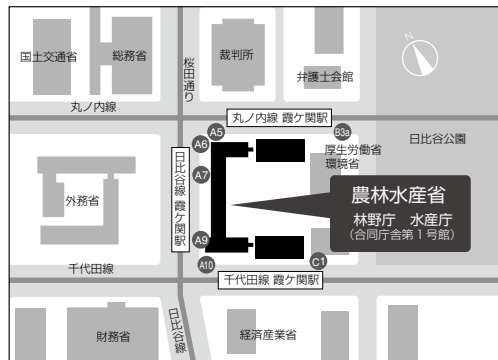 国土交通省
総務省
桜田通り
裁判所
弁護士会館
N
丸ノ内線
丸ノ内線 霞ケ関駅
A5
B3a
A6
A7
日比谷線 霞ケ関駅
厚生労働省
環境省
日比谷公園
外務省
農林水産省
林野庁 水産庁
(合同庁舎第1号館)
A9
A10
C1
千代田線
千代田線 霞ケ関駅
財務省
日比谷線
経済産業省